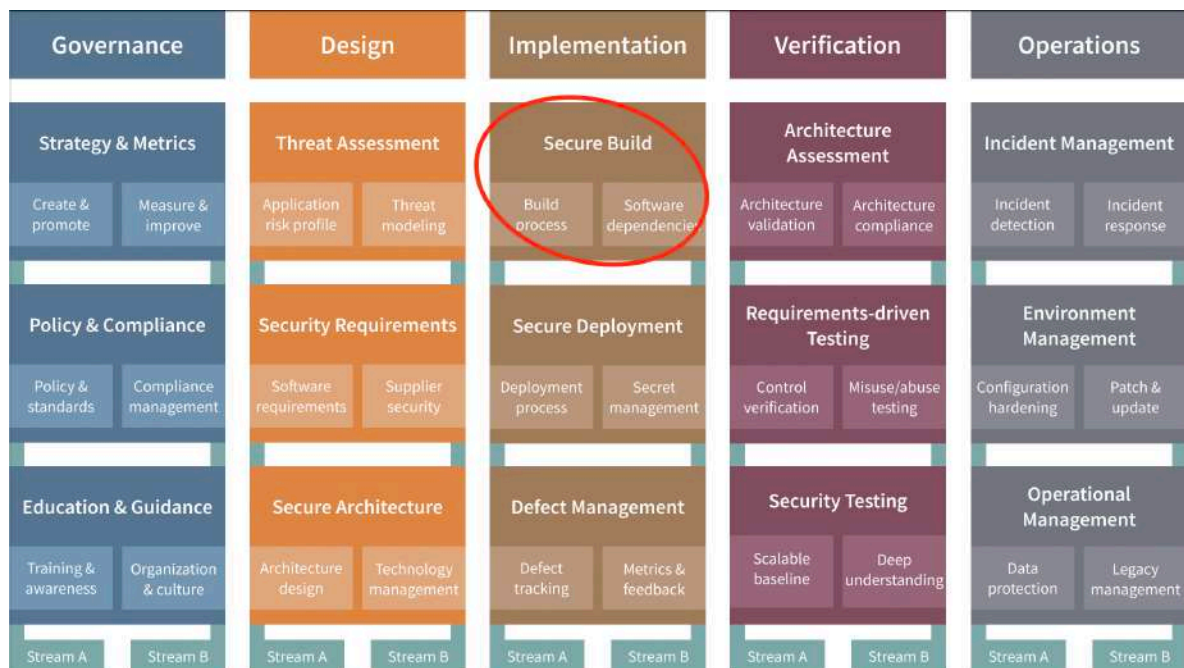 Governance
Design
Implementation
Verification
Operations
Strategy & Metrics
Create &
promote
Measure &
improve
Threat Assessment
Application
risk profile
Threat
modeling
Secure Build
Build
process
Software
dependencies
Architecture
Assessment
Architecture
validation
Architecture
compliance
Incident Management
Incident
detection
Incident
response
Policy & Compliance
Policy &
standards
Compliance
management
Security Requirements
Software
requirements
Supplier
security
Secure Deployment
Deployment
process
Secret
management
Requirements-driven
Testing
Control
verification
Misuse/abuse
testing
Environment
Management
Configuration
hardening
Patch &
update
Education & Guidance
Training &
awareness
Organization
& culture
Secure Architecture
Architecture
design
Technology
management
Defect Management
Defect
tracking
Metrics &
feedback
Security Testing
Scalable
baseline
Deep
understanding
Operational
Management
Data
protection
Legacy
management
Stream A
Stream B
Stream A
Stream B
Stream A
Stream B
Stream A
Stream B
Stream A
Stream B